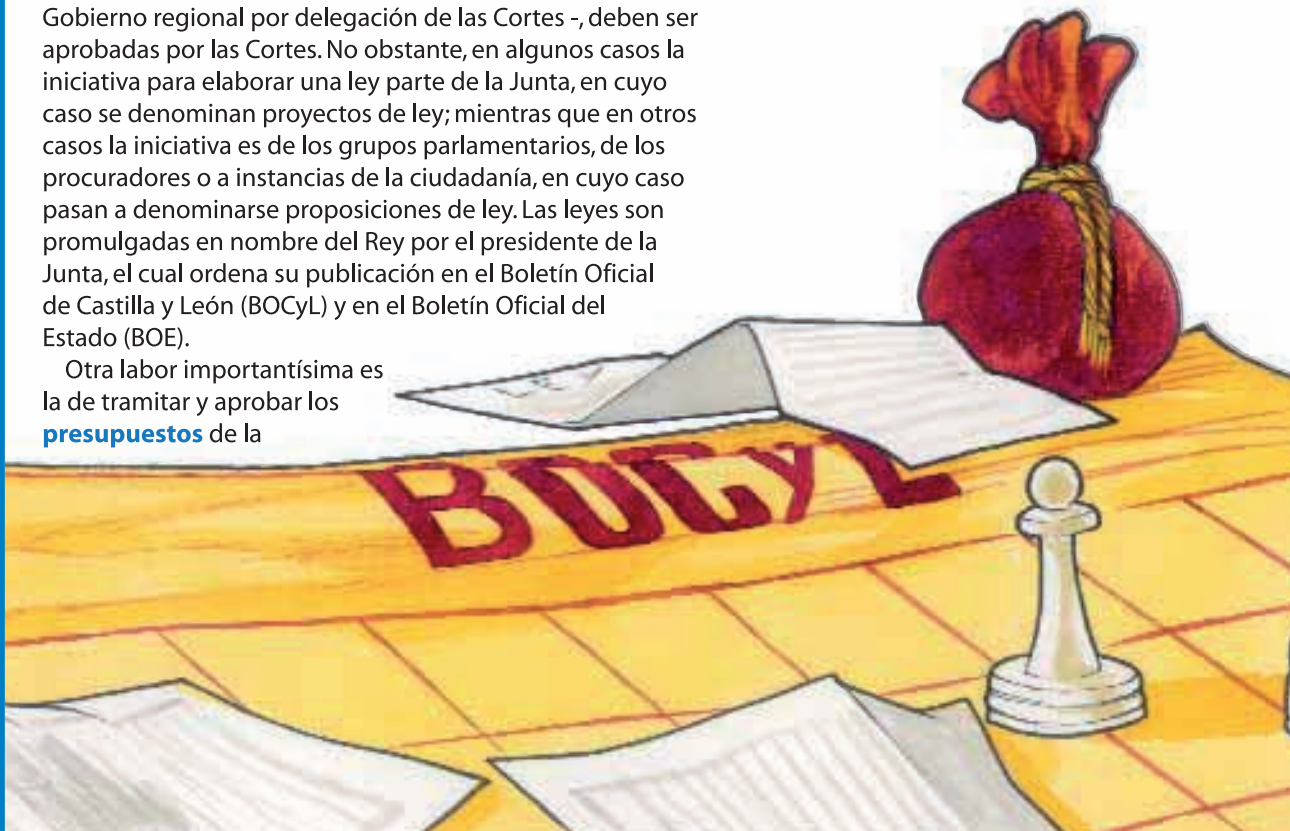 Gobierno regional por delegación de las Cortes -, deben ser
aprobadas por las Cortes. No obstante, en algunos casos la
iniciativa para elaborar una ley parte de la Junta, en cuyo
caso se denominan proyectos de ley; mientras que en otros
casos la iniciativa es de los grupos parlamentarios, de los
procuradores o a instancias de la ciudadanía, en cuyo caso
pasan a denominarse proposiciones de ley. Las leyes son
promulgadas en nombre del Rey por el presidente de la
Junta, el cual ordena su publicación en el Boletín Oficial
de Castilla y León (BOCyL) y en el Boletín Oficial del
Estado (BOE).
Otra labor importantísima es
la de tramitar y aprobar los
presupuestos de la
BOCyL